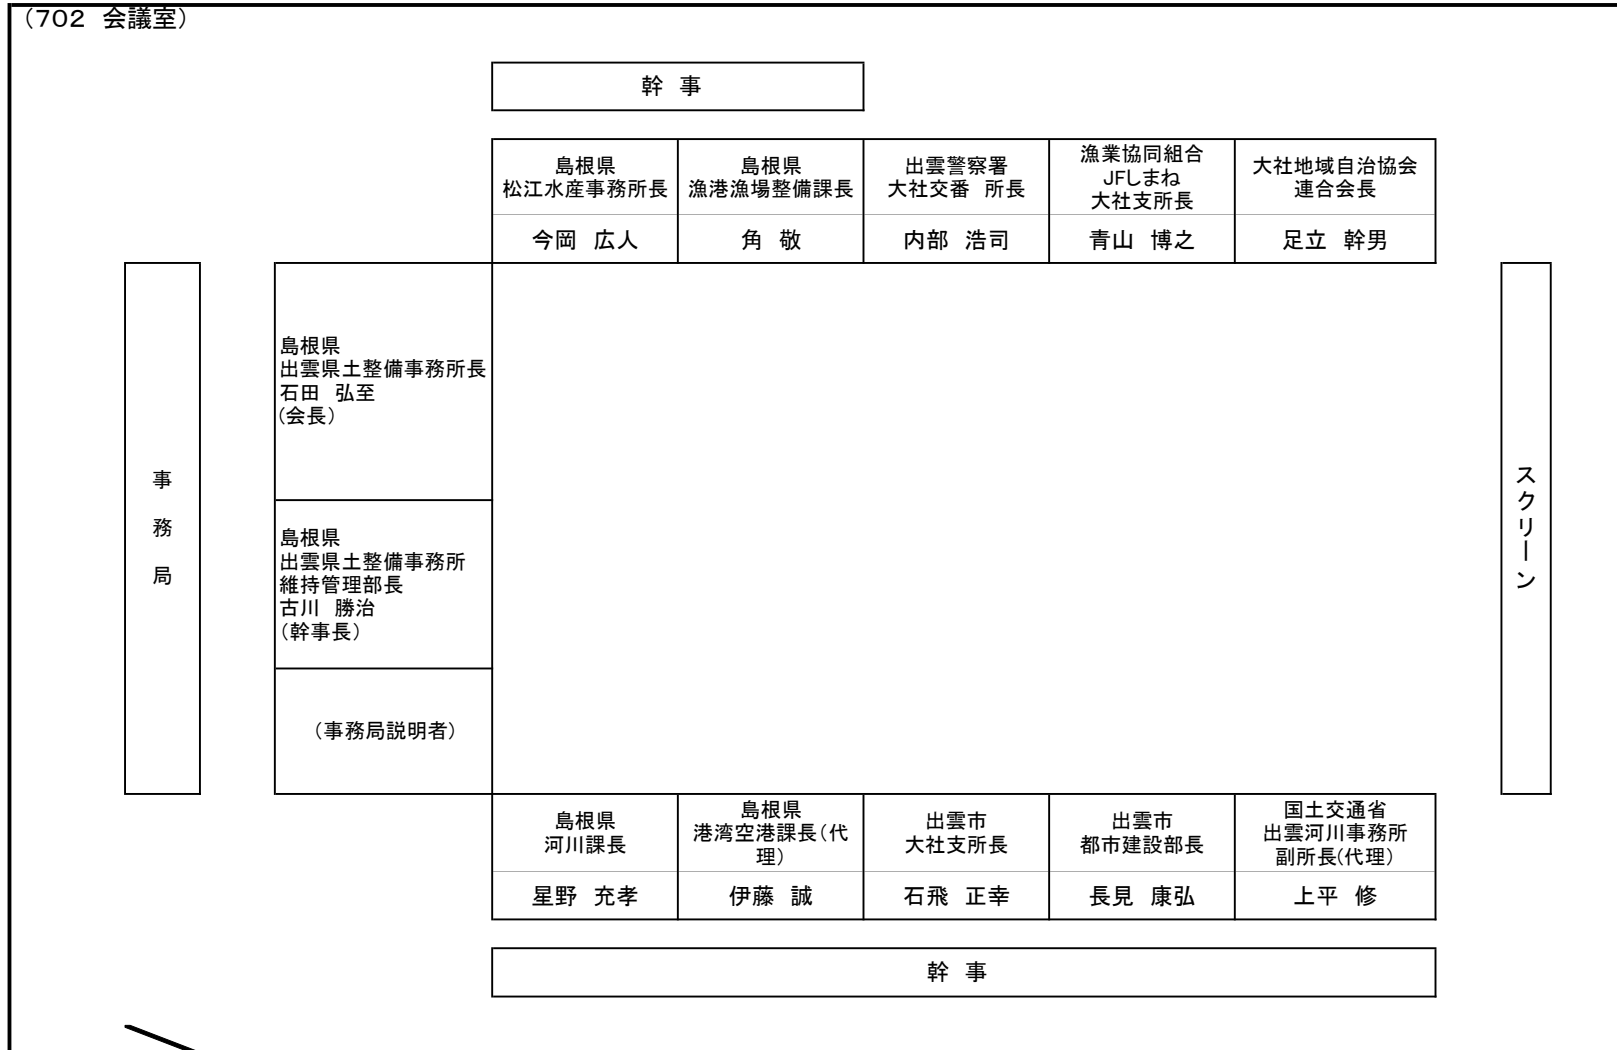 (702 会議室)
幹 事
島根県
松江水産事務所長
今岡 広人
島根県
漁港漁場整備課長
角 敬
出雲警察署
大社交番 所長
内部 浩司
漁業協同組合
JFしまね
大社支所長
青山 博之
大社地域自治協会
連合会長
足立 幹男
事務局
島根県
出雲県土整備事務所長
石田 弘至
(会長)
島根県
出雲県土整備事務所
維持管理部長
古川 勝治
(幹事長)
(事務局説明者)
スクリーン
島根県
河川課長
星野 充孝
島根県
港湾空港課長(代
理)
伊藤 誠
出雲市
大社支所長
石飛 正幸
出雲市
都市建設部長
長見 康弘
国土交通省
出雲河川事務所
副所長(代理)
上平 修
幹 事